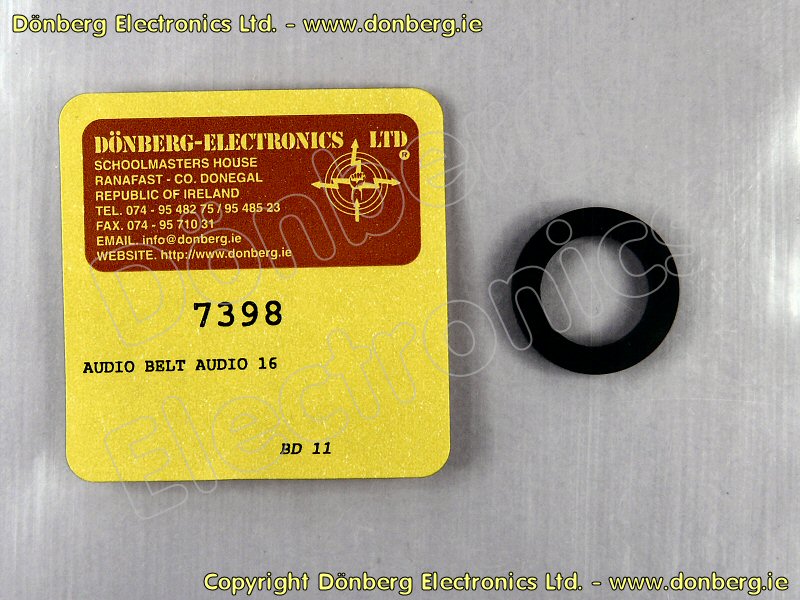 Dönberg Electronics Ltd. - www.donberg.ie
DÖNBERG-ELECTRONICS LTD
SCHOOLMASTERS HOUSE
RANAFAST - CO. DONEGAL
REPUBLIC OF IRELAND
TEL. 074 - 95 482 75 / 95 485 23
FAX. 074 - 95 710 31
EMAIL. info@donberg.ie
WEBSITE. http://www.donberg.ie
7398
AUDIO BELT AUDIO 16
BD 11
Dönberg
Electronics
Copyright Dönberg Electronics Ltd. - www.donberg.ie